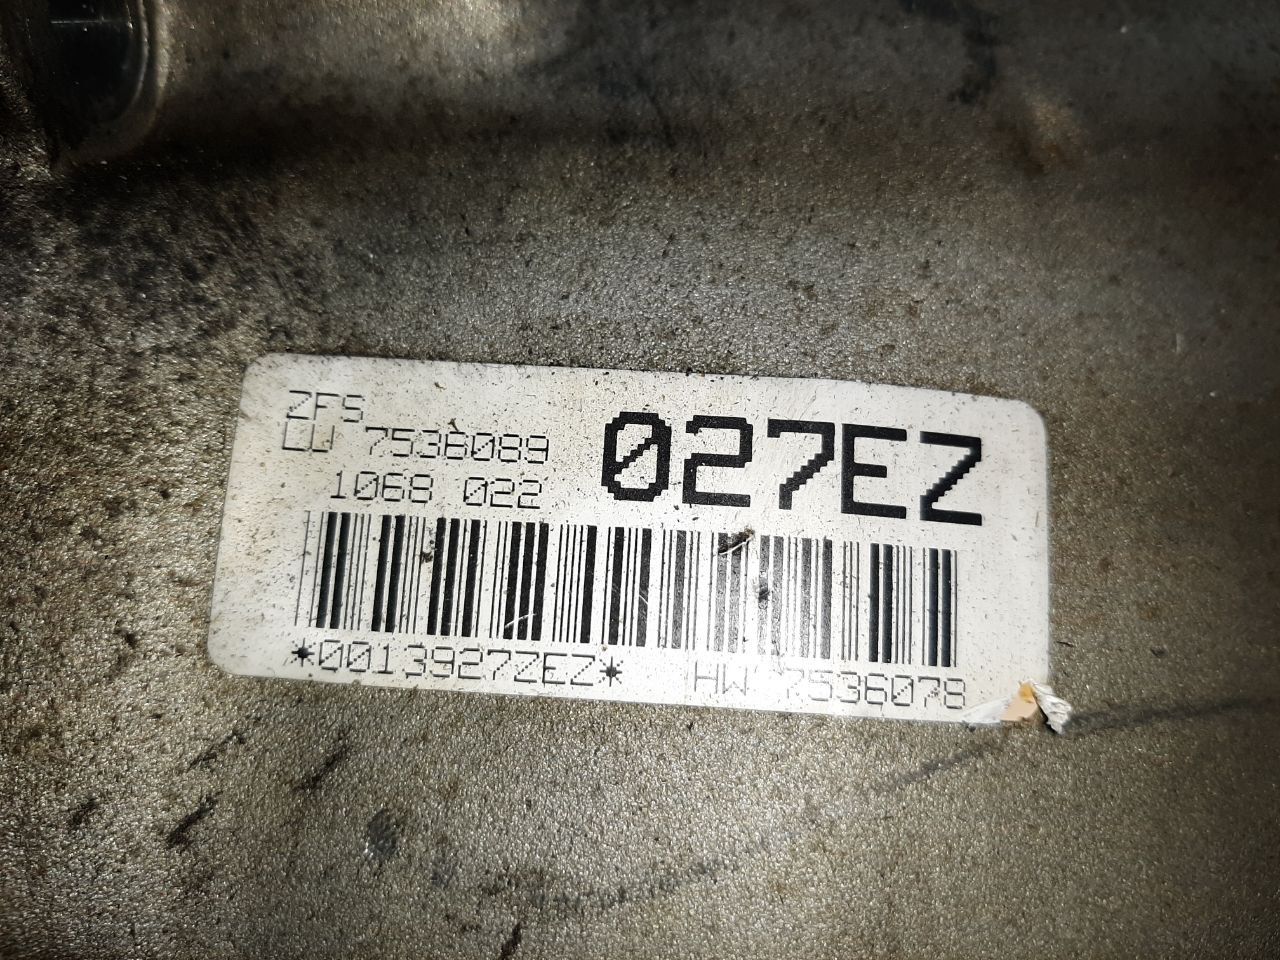 ZFS
LU 7536089
027EZ
1068 022
*0013927ZEZ* HW 7536078